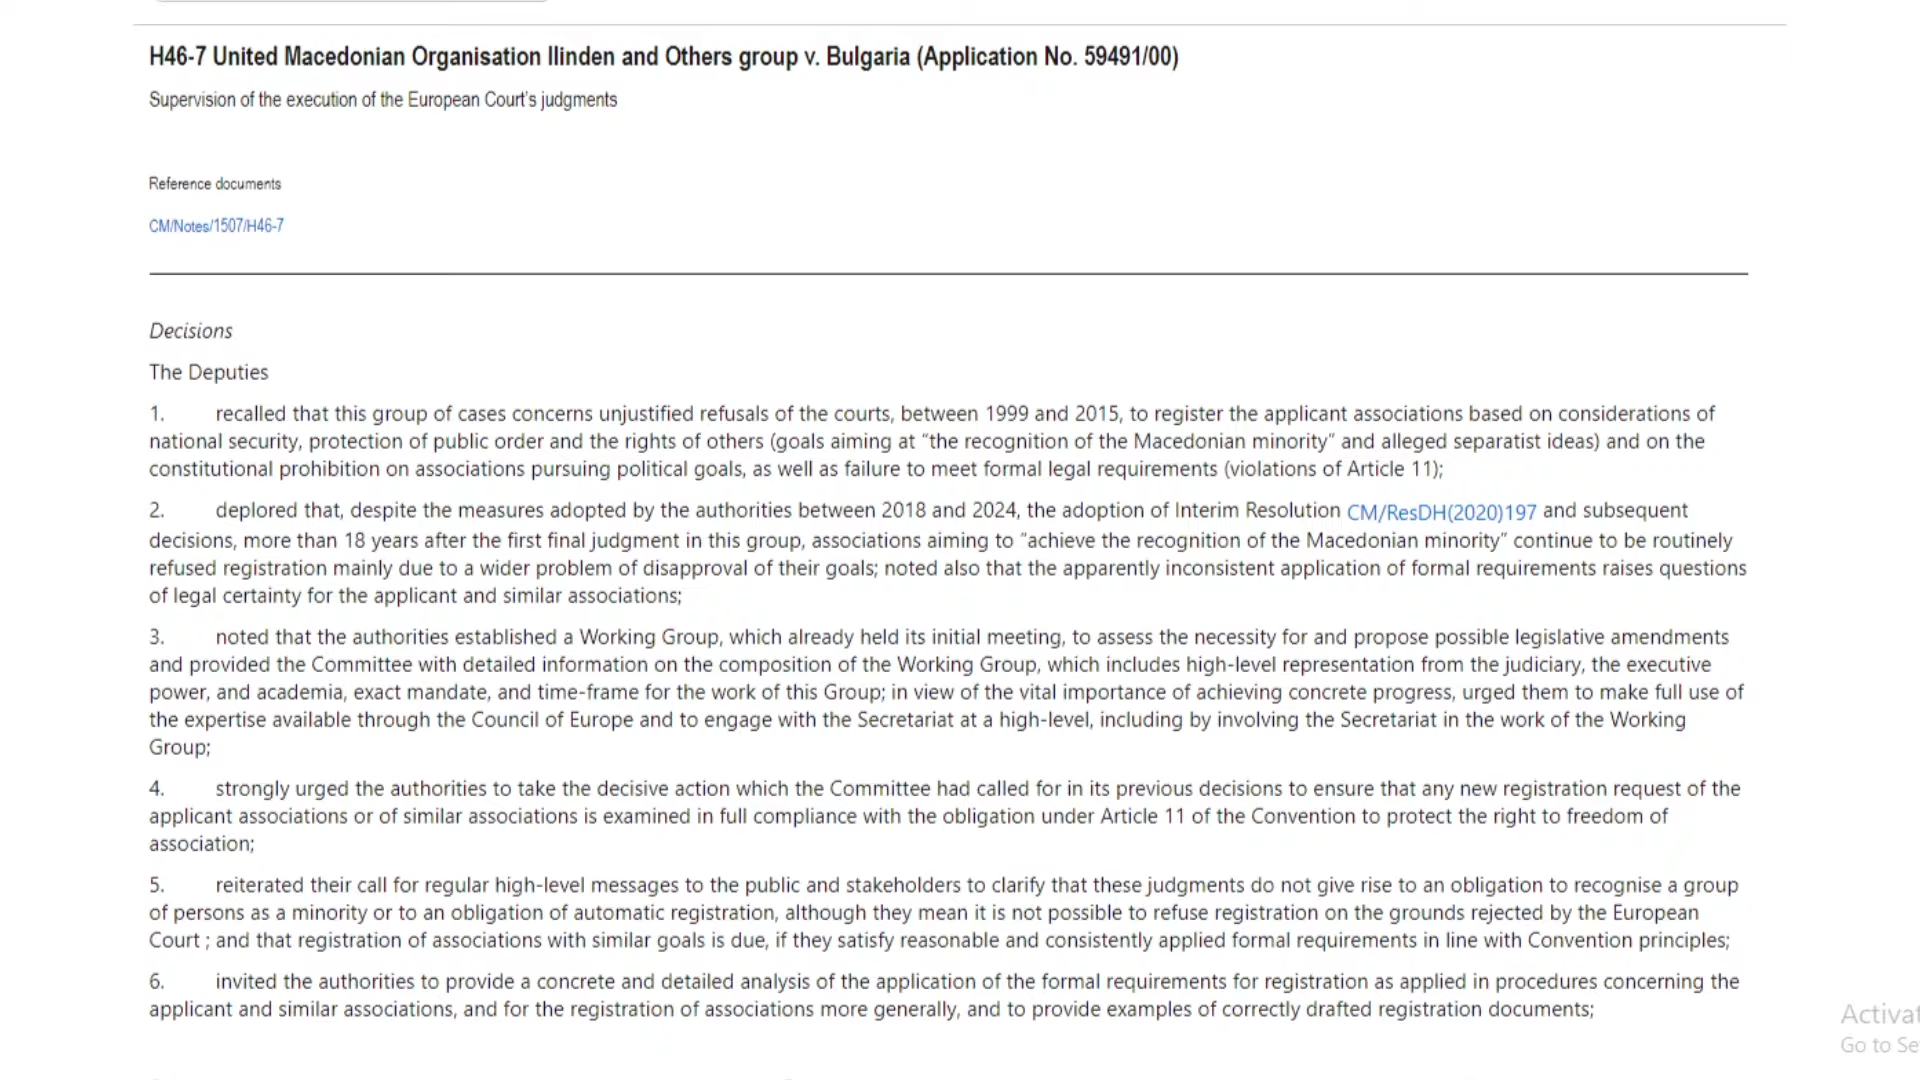 H46-7 United Macedonian Organisation Ilinden and Others group v. Bulgaria (Application No. 59491/00)
Supervision of the execution of the European Court's judgments
Reference documents
CM/Notes/1507/H46-7
Decisions
The Deputies
1. recalled that this group of cases concerns unjustified refusals of the courts, between 1999 and 2015, to register the applicant associations based on considerations of
national security, protection of public order and the rights of others (goals aiming at “the recognition of the Macedonian minority” and alleged separatist ideas) and on the
constitutional prohibition on associations pursuing political goals, as well as failure to meet formal legal requirements (violations of Article 11);
2. deplored that, despite the measures adopted by the authorities between 2018 and 2024, the adoption of Interim Resolution CM/ResDH(2020)197 and subsequent
decisions, more than 18 years after the first final judgment in this group, associations aiming to “achieve the recognition of the Macedonian minority” continue to be routinely
refused registration mainly due to a wider problem of disapproval of their goals; noted also that the apparently inconsistent application of formal requirements raises questions
of legal certainty for the applicant and similar associations;
3. noted that the authorities established a Working Group, which already held its initial meeting, to assess the necessity for and propose possible legislative amendments
and provided the Committee with detailed information on the composition of the Working Group, which includes high-level representation from the judiciary, the executive
power, and academia, exact mandate, and time-frame for the work of this Group; in view of the vital importance of achieving concrete progress, urged them to make full use of
the expertise available through the Council of Europe and to engage with the Secretariat at a high-level, including by involving the Secretariat in the work of the Working
Group;
4. strongly urged the authorities to take the decisive action which the Committee had called for in its previous decisions to ensure that any new registration request of the
applicant associations or of similar associations is examined in full compliance with the obligation under Article 11 of the Convention to protect the right to freedom of
association;
5. reiterated their call for regular high-level messages to the public and stakeholders to clarify that these judgments do not give rise to an obligation to recognise a group
of persons as a minority or to an obligation of automatic registration, although they mean it is not possible to refuse registration on the grounds rejected by the European
Court ; and that registration of associations with similar goals is due, if they satisfy reasonable and consistently applied formal requirements in line with Convention principles;
6. invited the authorities to provide a concrete and detailed analysis of the application of the formal requirements for registration as applied in procedures concerning the
applicant and similar associations, and for the registration of associations more generally, and to provide examples of correctly drafted registration documents;
Activat
Go to Se